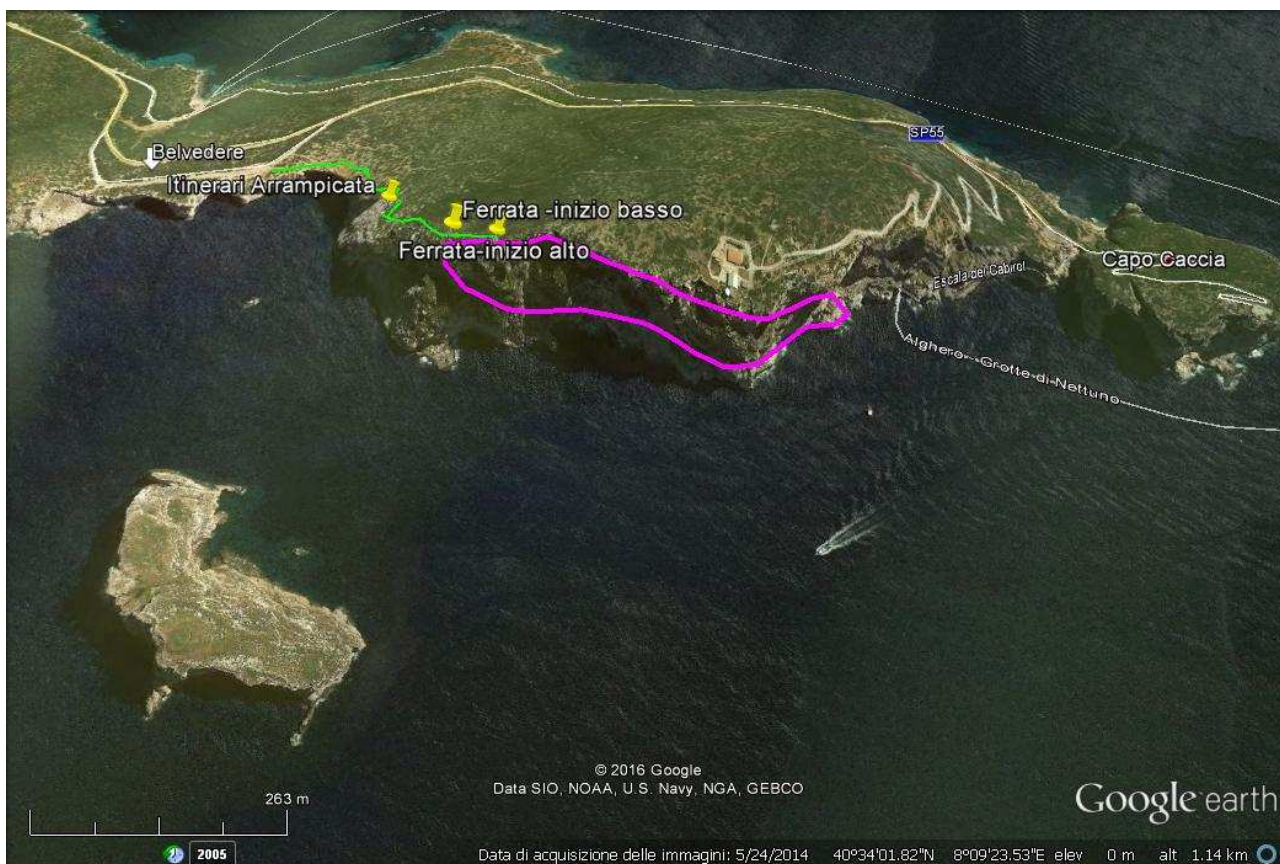 SP55
Belvedere
Itinerari Arrampicata
Ferrata -inizio basso
Ferrata-inizio alto
Capo Caccia
Escala del Cabirol
Alghero - Grotte di Nettuno
© 2016 Google
Data SIO, NOAA, U.S. Navy, NGA, GEBCO
263 m
Google earth
2005
Data di acquisizione delle immagini: 5/24/2014 40°34'01.82"N 8°09'23.53"E elev 0 m alt 1.14 km